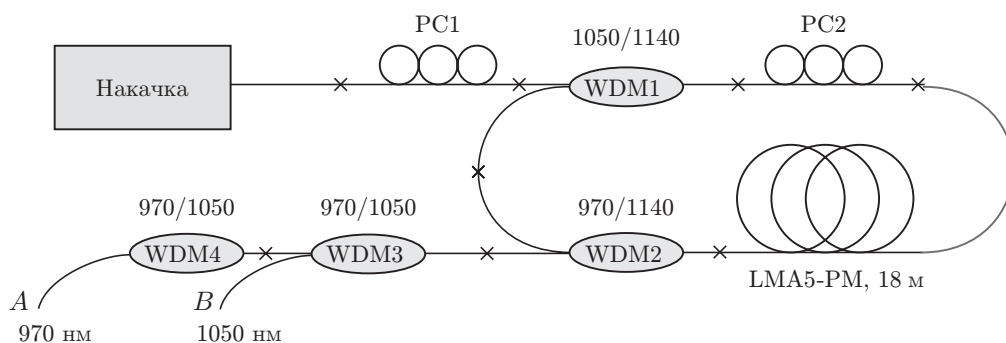 PC1
PC2
1050/1140
Накачка
WDM1
970/1050
970/1050
970/1140
WDM4
WDM3
WDM2
LMA5-PM, 18 м
A
B
970 нм
1050 нм